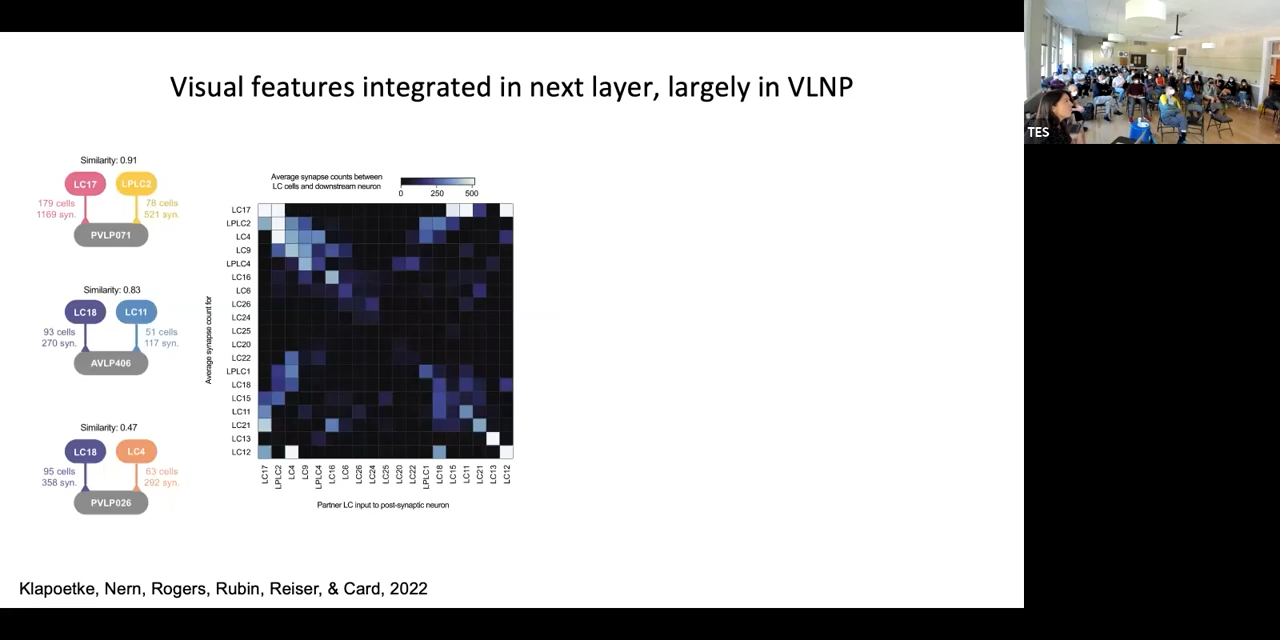 Visual features integrated in next layer, largely in VLNP
TES
Similarity: 0.91
LC17
LPLC2
179 cells
1169 syn.
78 cells
521 syn.
PVLP071
Similarity: 0.83
LC18
LC11
93 cells
270 syn.
51 cells
117 syn.
AVLP406
Similarity: 0.47
LC18
LC4
95 cells
358 syn.
63 cells
292 syn.
PVLP026
Average synapse counts between
LC cells and downstream neuron
0
250
500
Average synapse count for
LC17
LPLC2
LC4
LC9
LPLC4
LC16
LC6
LC26
LC24
LC25
LC20
LC22
LPLC1
LC18
LC15
LC11
LC21
LC13
LC12
LC17
LPLC2
LC4
LC9
LPLC4
LC16
LC6
LC26
LC24
LC25
LC20
LC22
LPLC1
LC18
LC15
LC11
LC21
LC13
LC12
Partner LC input to post-synaptic neuron
Klapoetke, Nern, Rogers, Rubin, Reiser, & Card, 2022